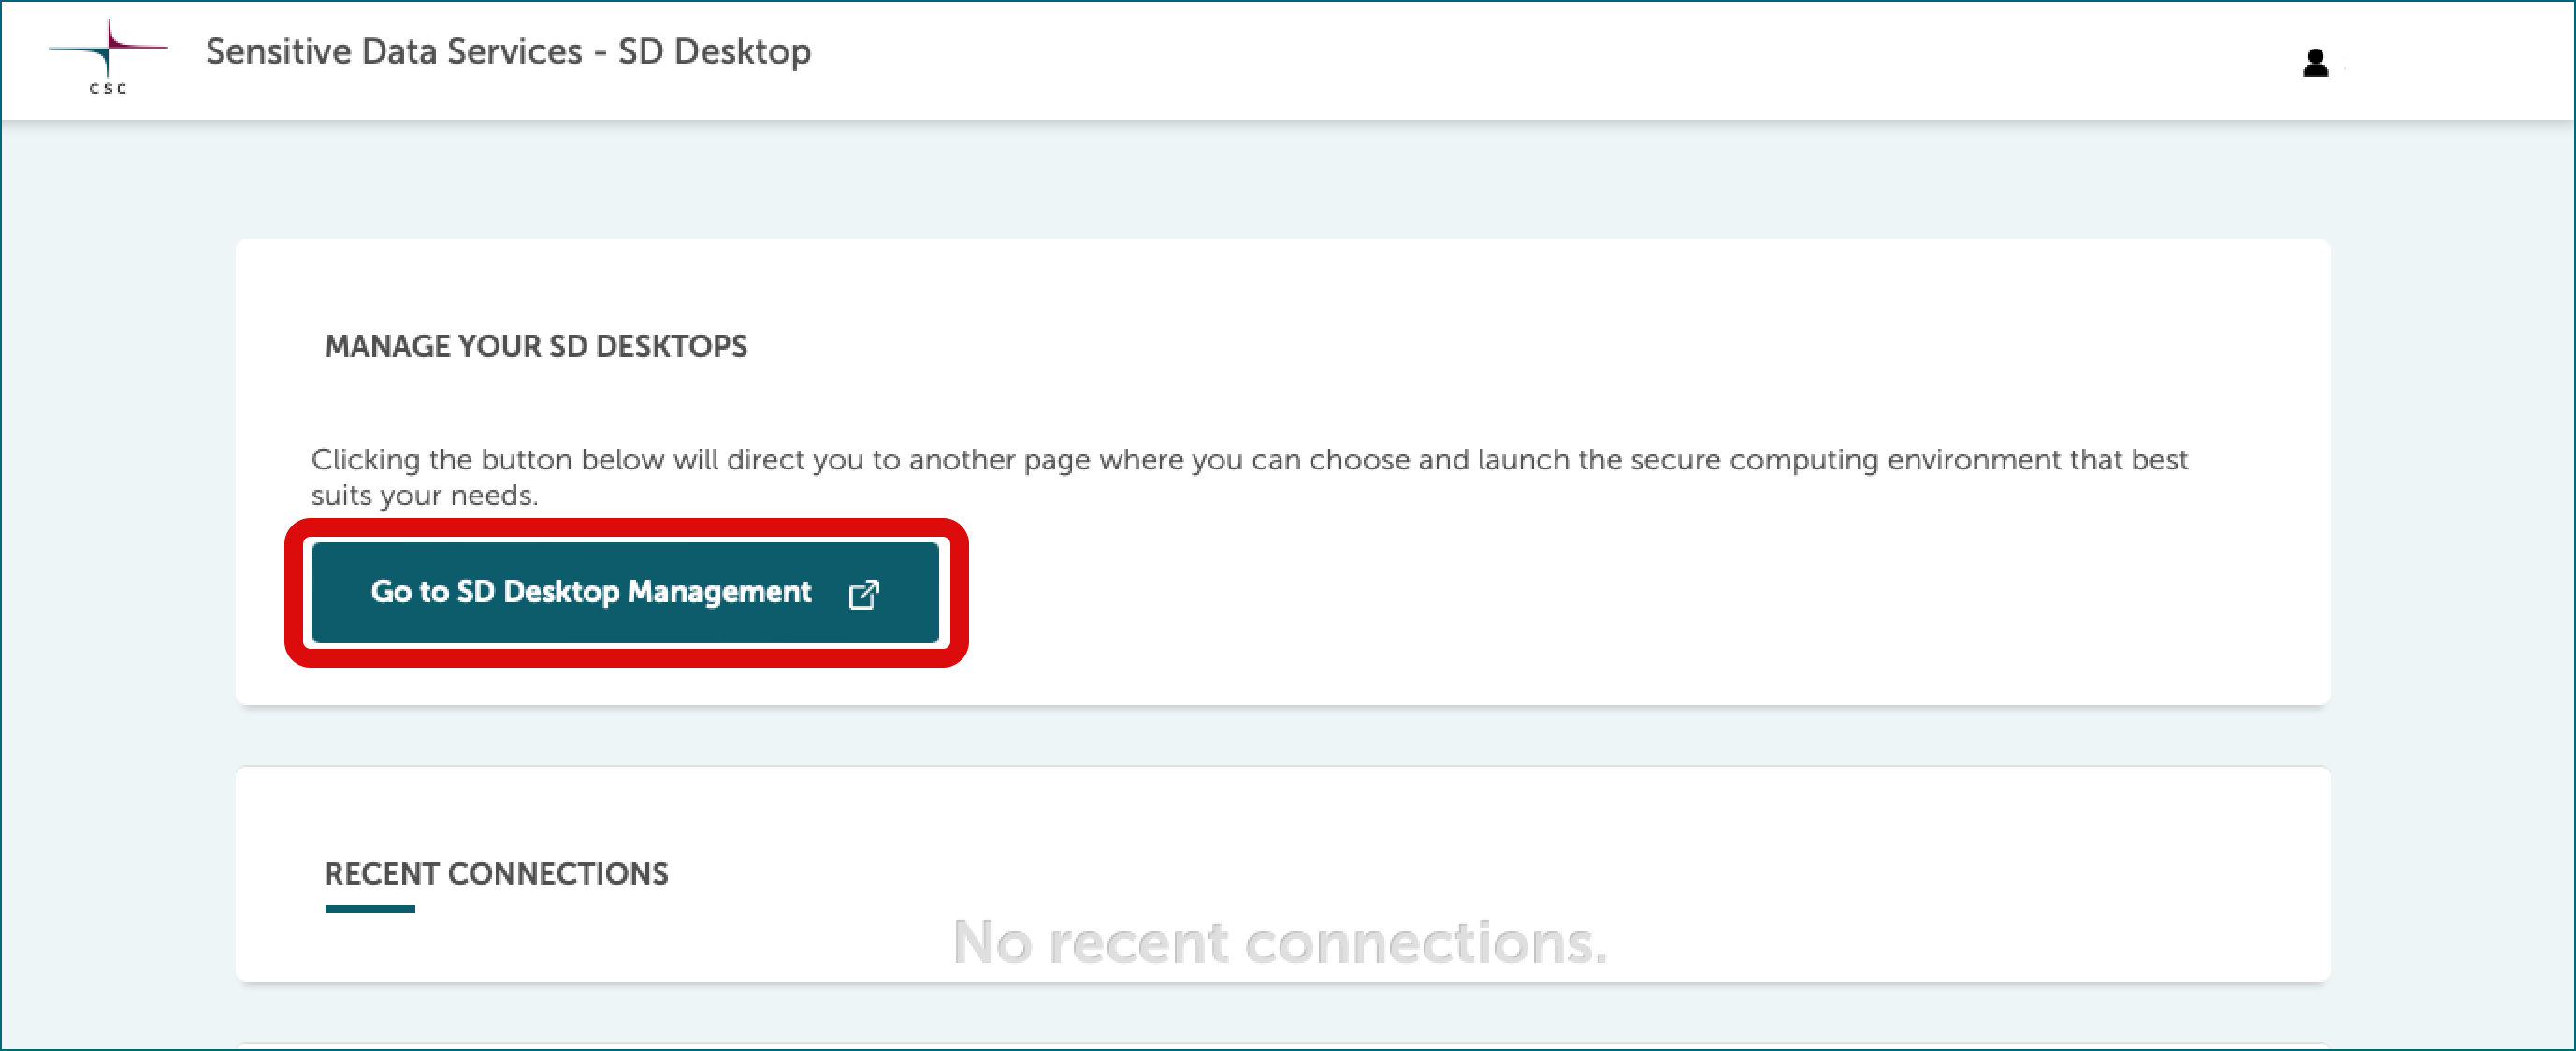 Sensitive Data Services - SD Desktop
CSC
MANAGE YOUR SD DESKTOPS
Clicking the button below will direct you to another page where you can choose and launch the secure computing environment that best
suits your needs.
Go to SD Desktop Management
RECENT CONNECTIONS
No recent connections.